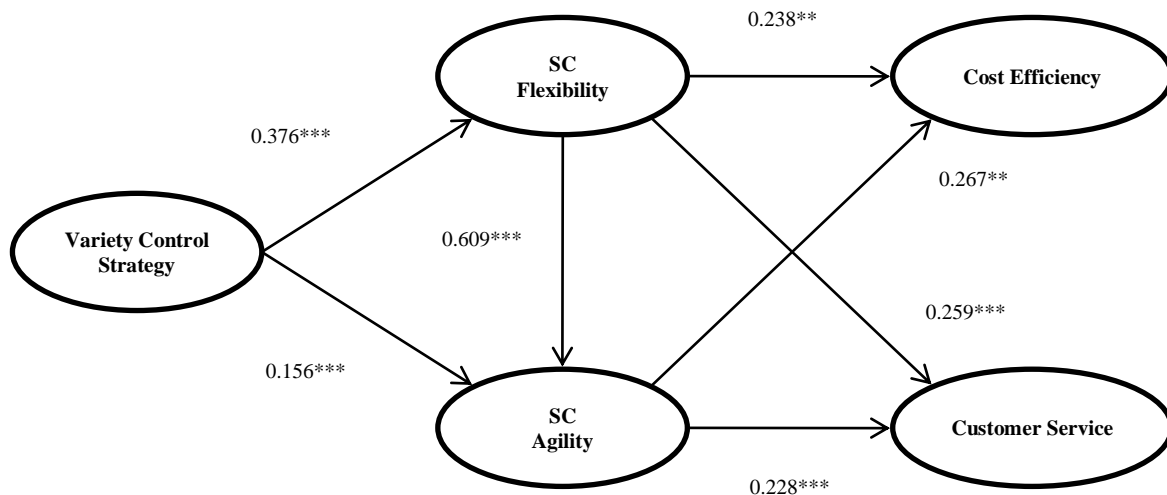 0.238**
SC
Flexibility
Cost Efficiency
0.376***
0.267**
Variety Control
Strategy
0.609***
0.259***
0.156***
SC
Agility
Customer Service
0.228***